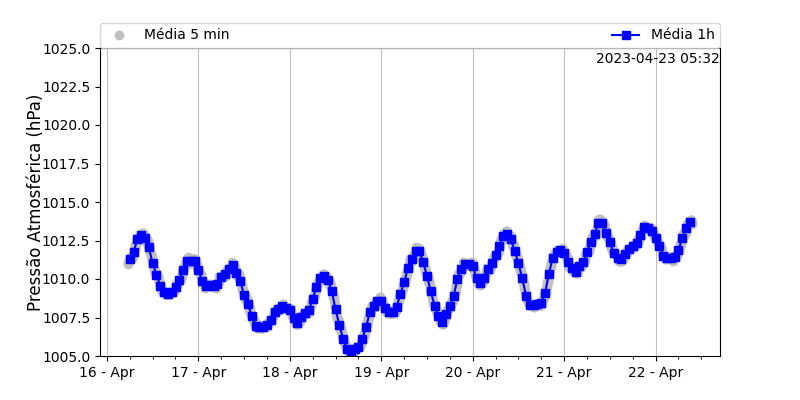 Média 5 min
Média 1h
2023-04-23 05:32
Pressão Atmosférica (hPa)
1025.0
1022.5
1020.0
1017.5
1015.0
1012.5
1010.0
1007.5
1005.0
16 - Apr
17 - Apr
18 - Apr
19 - Apr
20 - Apr
21 - Apr
22 - Apr